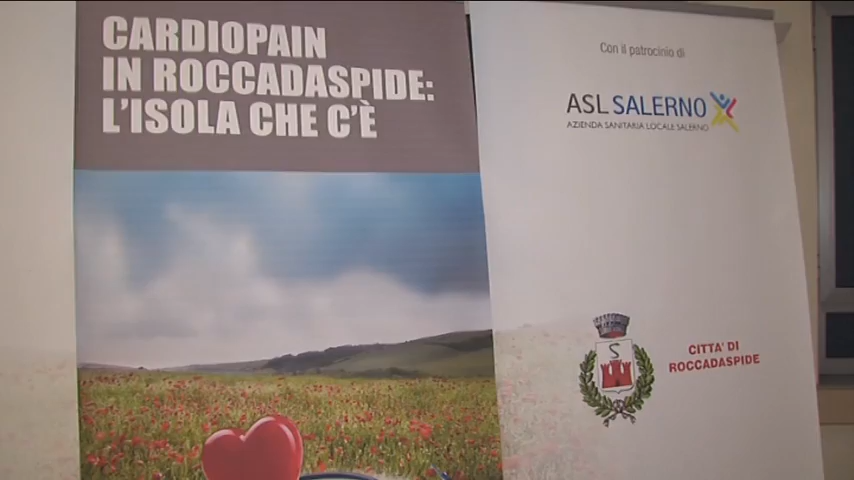 CARDIOPAIN
IN ROCCADASPIDE:
L'ISOLA CHE C'È
Con il patrocinio di
ASL SALERNO
AZIENDA SANITARIA LOCALE SALERNO
CITTA' DI
ROCCADASPIDE